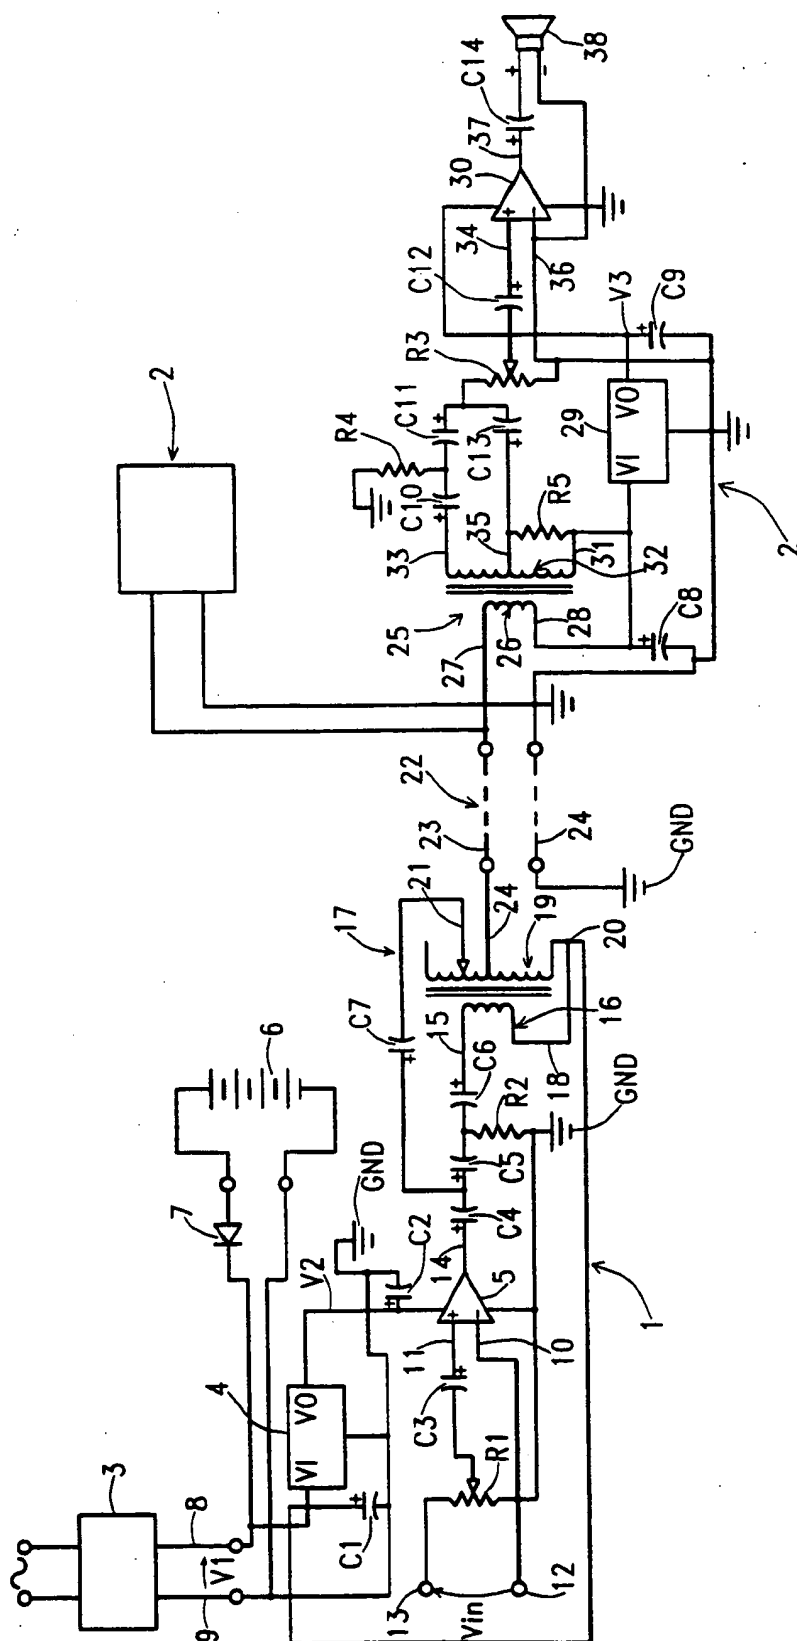 38
C14
+
−
37
+
30
34
+
−
C12
+
36
V3
C9
+
R3
2
C11
+
R4
C13
+
VO
29
VI
C10
+
R5
35
33
31
32
2
25
26
28
27
C8
+
22
23
24
GND
21
24
19
20
17
C7
+
15
16
18
C6
+
R2
GND
6
C5
+
7
GND
C4
+
C2
+
14
5
V2
1
11
+
−
10
4
VO
VI
C3
+
R1
3
8
V1
C1
+
9
13
Vin
12